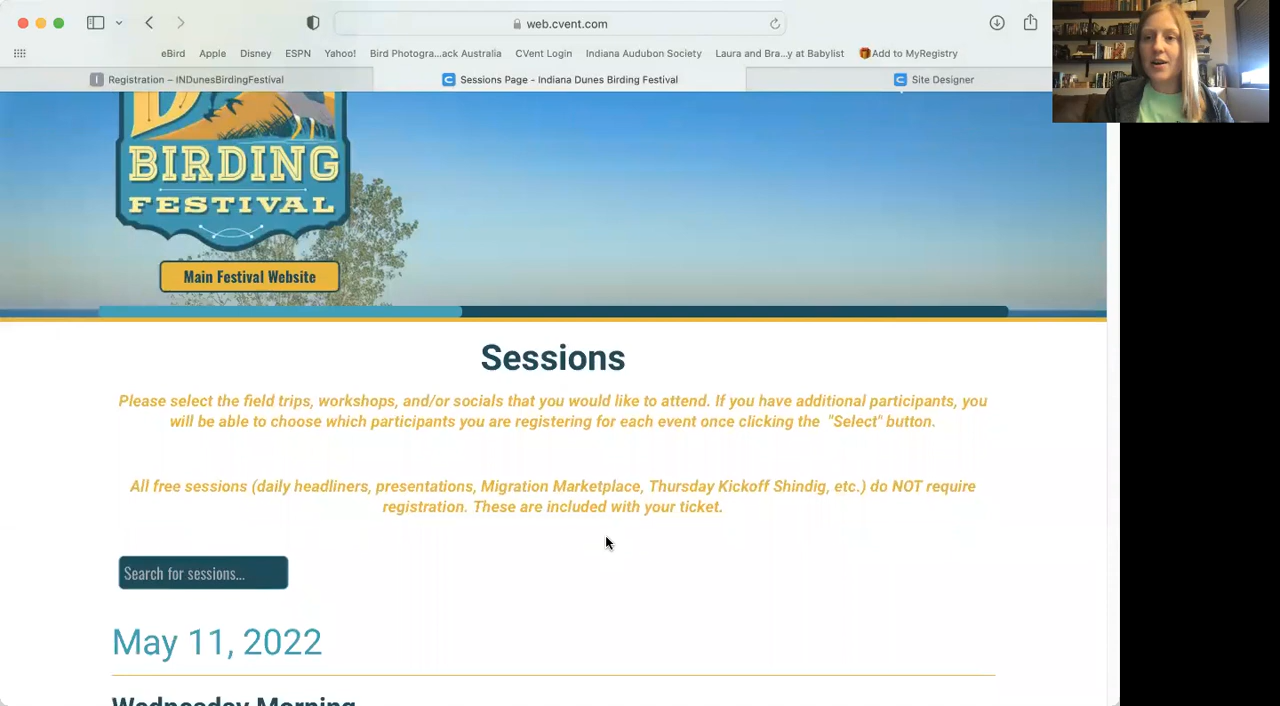 web.cvent.com
eBird Apple Disney ESPN Yahoo! Bird Photogra...ack Australia CVent Login Indiana Audubon Society Laura and Bra...y at Babylist Add to MyRegistry
I Registration – INDunesBirdingFestival
C Sessions Page - Indiana Dunes Birding Festival
C Site Designer
BIRDING
FESTIVAL
Main Festival Website
Sessions
Please select the field trips, workshops, and/or socials that you would like to attend. If you have additional participants, you
will be able to choose which participants you are registering for each event once clicking the "Select" button.
All free sessions (daily headliners, presentations, Migration Marketplace, Thursday Kickoff Shindig, etc.) do NOT require
registration. These are included with your ticket.
Search for sessions...
May 11, 2022
Wednesday Morning